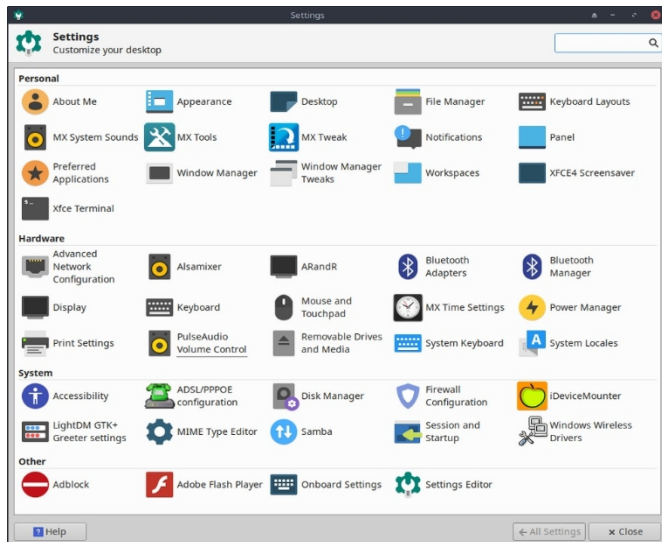 Settings
Settings
Customize your desktop
Personal
About Me
Appearance
Desktop
File Manager
Keyboard Layouts
MX System Sounds
MX Tools
MX Tweak
Notifications
Panel
Preferred
Applications
Window Manager
Window Manager
Tweaks
Workspaces
XFCE4 Screensaver
Xfce Terminal
Hardware
Advanced
Network
Configuration
Alsamixer
ARandR
Bluetooth
Adapters
Bluetooth
Manager
Display
Keyboard
Mouse and
Touchpad
MX Time Settings
Power Manager
Print Settings
PulseAudio
Volume Control
Removable Drives
and Media
System Keyboard
A
System Locales
System
Accessibility
ADSL/PPPOE
configuration
Disk Manager
Firewall
Configuration
iDeviceMounter
LightDM GTK+
Greeter settings
MIME Type Editor
Samba
Session and
Startup
Windows Wireless
Drivers
Other
Adblock
Adobe Flash Player
Onboard Settings
Settings Editor
? Help
← All Settings
× Close